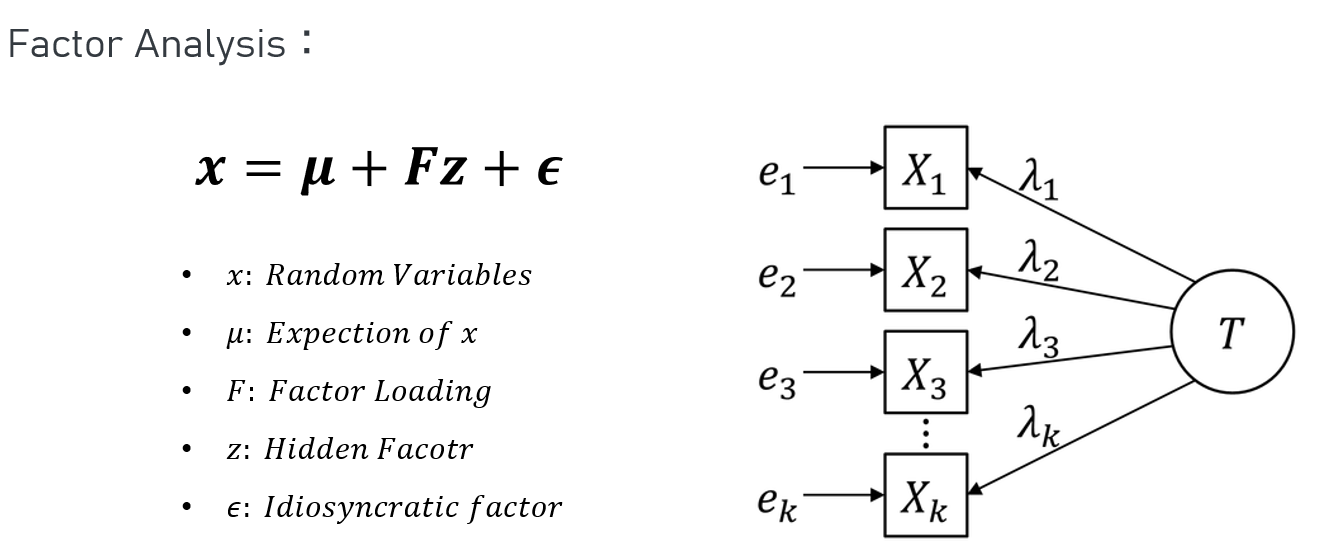 Factor Analysis：
x = μ + Fz + ϵ
• x: Random Variables
• μ: Expection of x
• F: Factor Loading
• z: Hidden Facotr
• ϵ: Idiosyncratic factor
e₁ X₁ λ₁
e₂ X₂ λ₂
T
e₃ X₃ λ₃
⋮
eₖ Xₖ λₖ